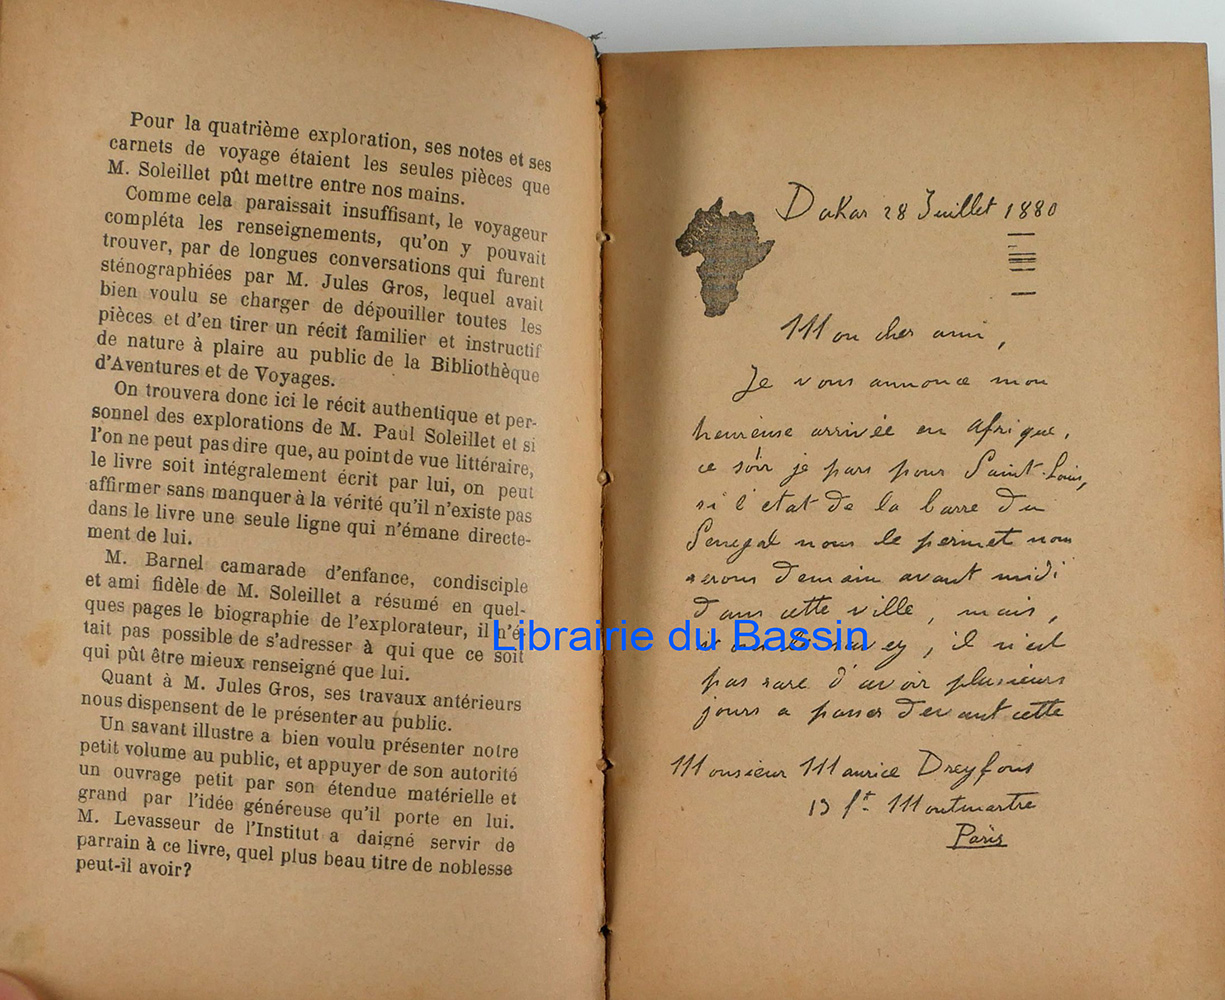 Pour la quatrième exploration, ses notes et ses
carnets de voyage étaient les seules pièces que
M. Soleillet pût mettre entre nos mains.
Comme cela paraissait insuffisant, le voyageur
compléta les renseignements, qu'on y pouvait
trouver, par de longues conversations qui furent
sténographiées par M. Jules Gros, lequel avait
bien voulu se charger de dépouiller toutes les
pièces et d'en tirer un récit familier et instructif
de nature à plaire au public de la Bibliothèque
d'Aventures et de Voyages.
On trouvera donc ici le récit authentique et per-
sonnel des explorations de M. Paul Soleillet et si
l'on ne peut pas dire que, au point de vue littéraire,
le livre soit intégralement écrit par lui, on peut
affirmer sans manquer à la vérité qu'il n'existe pas
dans le livre une seule ligne qui n'émane directe-
ment de lui.
M. Barnel camarade d'enfance, condisciple
et ami fidèle de M. Soleillet a résumé en quel-
ques pages le biographie de l'explorateur, il n'é-
tait pas possible de s'adresser à qui que ce soit
qui pût être mieux renseigné que lui.
Quant à M. Jules Gros, ses travaux antérieurs
nous dispensent de le présenter au public.
Un savant illustre a bien voulu présenter notre
petit volume au public, et appuyer de son autorité
un ouvrage petit par son étendue matérielle et
grand par l'idée généreuse qu'il porte en lui.
M. Levasseur de l'Institut a daigné servir de
parrain à ce livre, quel plus beau titre de noblesse
peut-il avoir?
Dakar 28 Juillet 1880
Mon cher ami,
Je vous annonce mon
heureuse arrivée en Afrique,
ce soir je pars pour Saint-Louis,
si l'état de la barre du
Senegal nous le permet nous
serons demain avant midi
dans cette ville, mais,
vous le savez, il n'est
pas rare d'avoir plusieurs
jours a passer devant cette
Monsieur Maurice Dreyfous
13 ft Montmartre
Paris
Librairie du Bassin